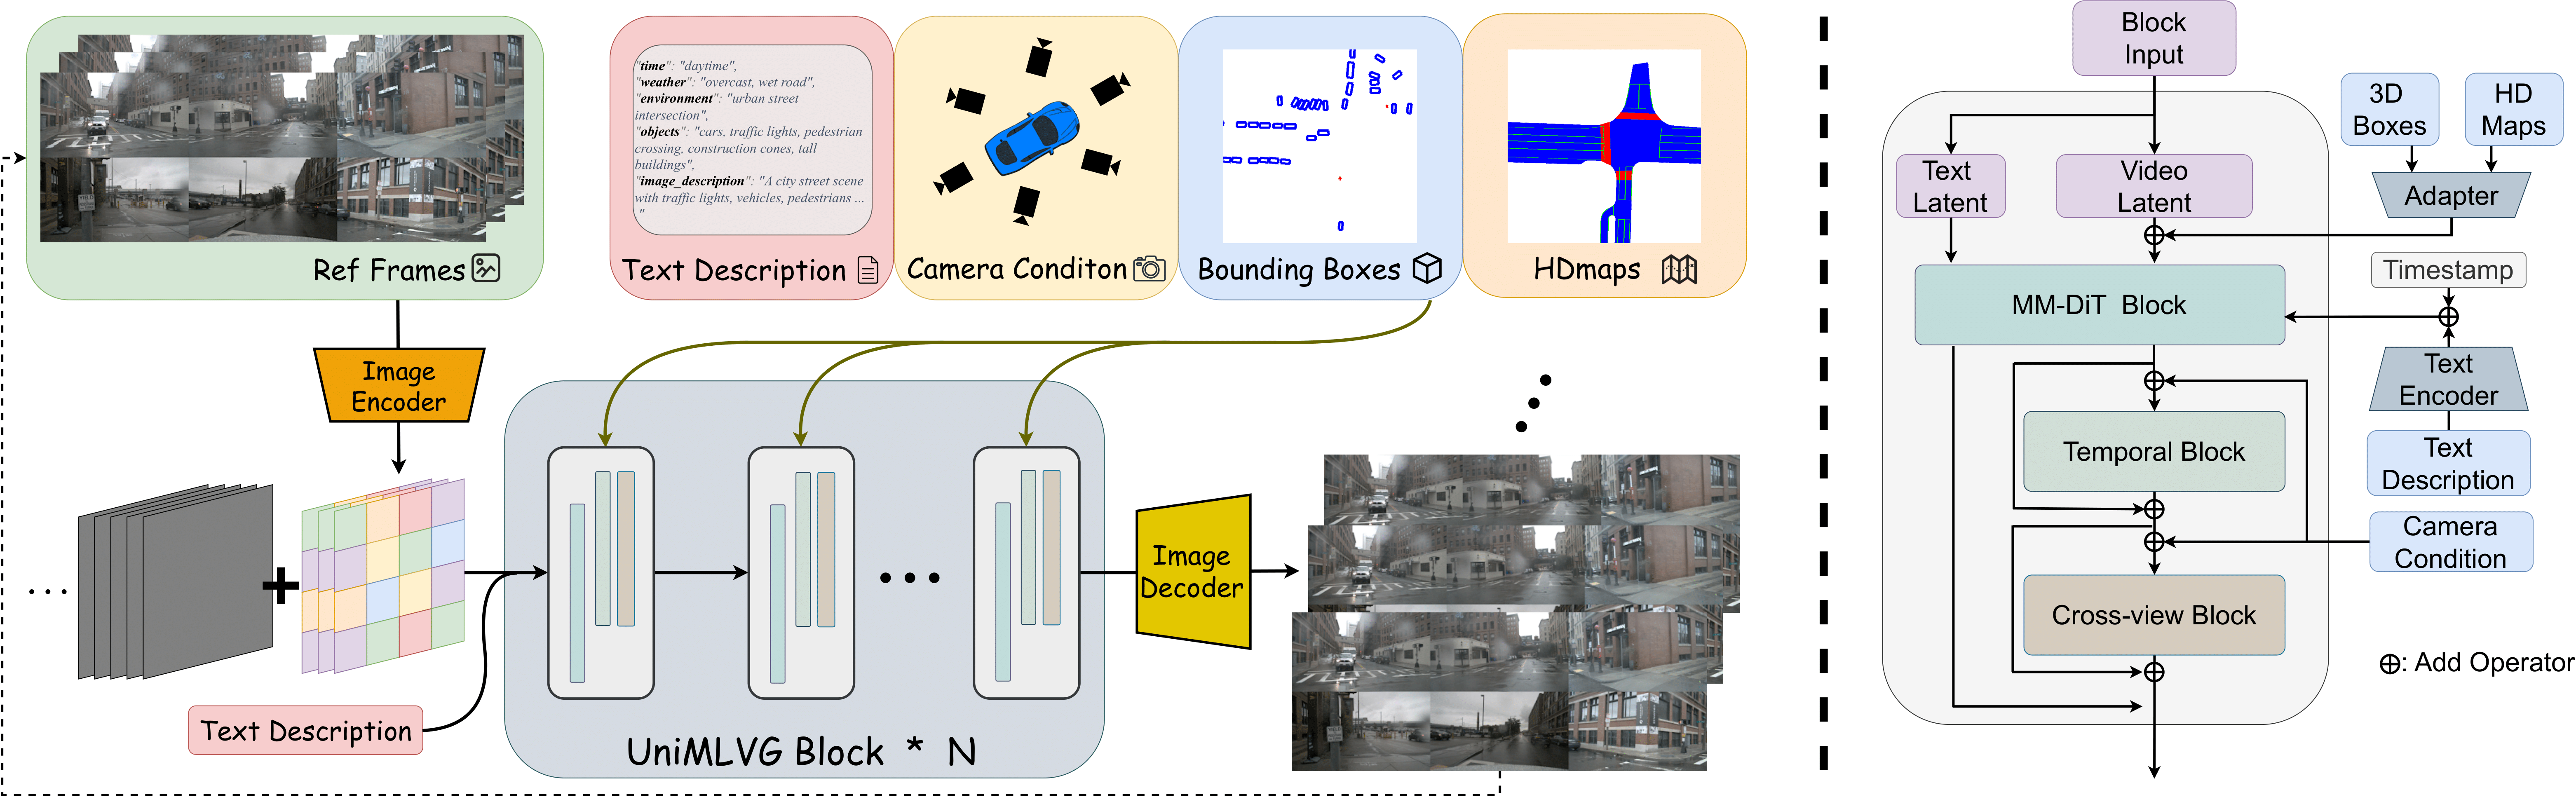 "time": "daytime",
"weather": "overcast, wet road",
"environment": "urban street
intersection",
"objects": "cars, traffic lights, pedestrian
crossing, construction cones, tall
buildings",
"image_description": "A city street scene
with traffic lights, vehicles, pedestrians ...
"
Ref Frames
Text Description
Camera Conditon
Bounding Boxes
HDmaps
Image
Encoder
...
+
Text Description
UniMLVG Block * N
...
Image
Decoder
Block
Input
Text
Latent
Video
Latent
3D
Boxes
HD
Maps
Adapter
MM-DiT Block
Timestamp
Text
Encoder
Temporal Block
Text
Description
Camera
Condition
Cross-view Block
⊕: Add Operator